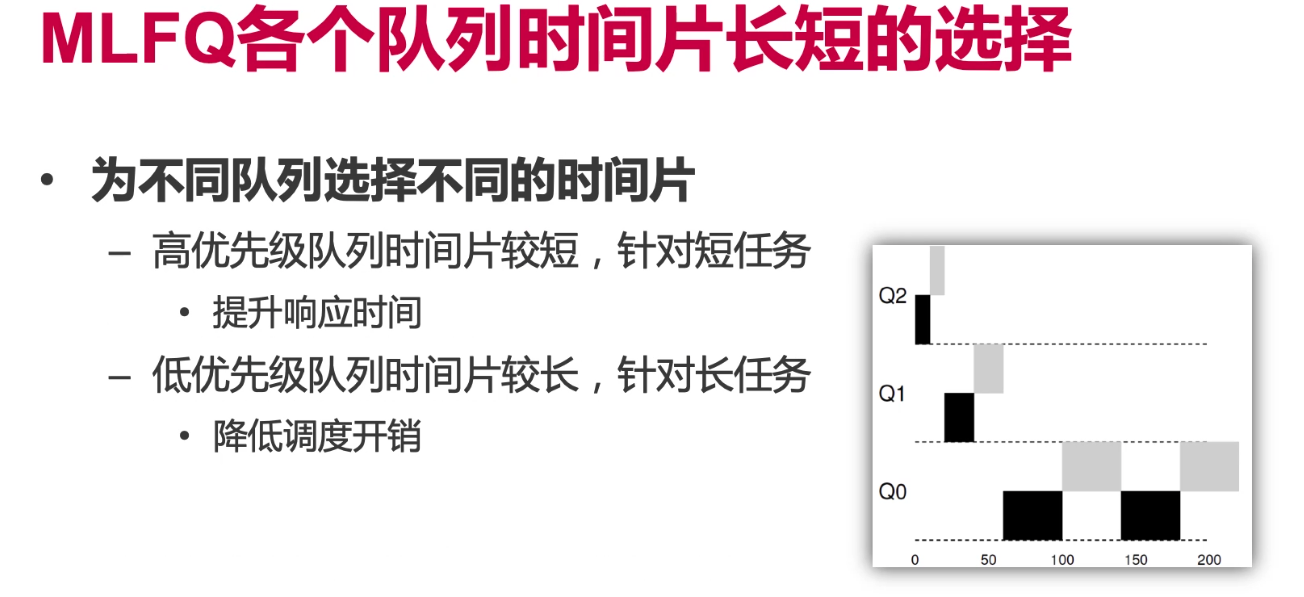 MLFQ各个队列时间片长短的选择
• 为不同队列选择不同的时间片
– 高优先级队列时间片较短，针对短任务
• 提升响应时间
– 低优先级队列时间片较长，针对长任务
• 降低调度开销
Q2
Q1
Q0
0 50 100 150 200